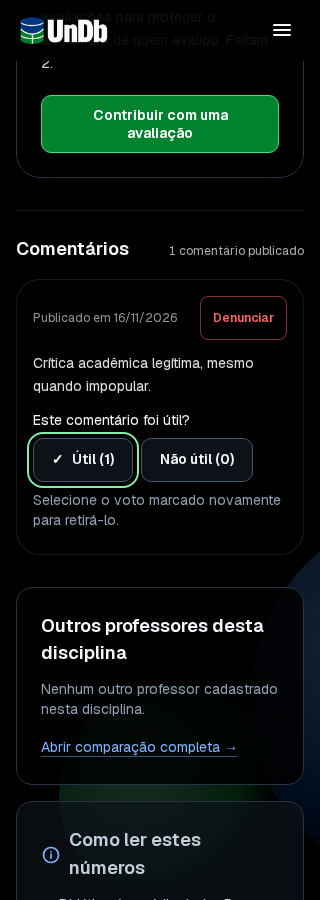 avaliações para proteger o
de quem avaliou. Faltam
2.
UnDb
Contribuir com uma
avaliação
Comentários
1 comentário publicado
Publicado em 16/11/2026
Denunciar
Crítica acadêmica legítima, mesmo
quando impopular.
Este comentário foi útil?
✓ Útil (1)
Não útil (0)
Selecione o voto marcado novamente
para retirá-lo.
Outros professores desta
disciplina
Nenhum outro professor cadastrado
nesta disciplina.
Abrir comparação completa →
Como ler estes
números